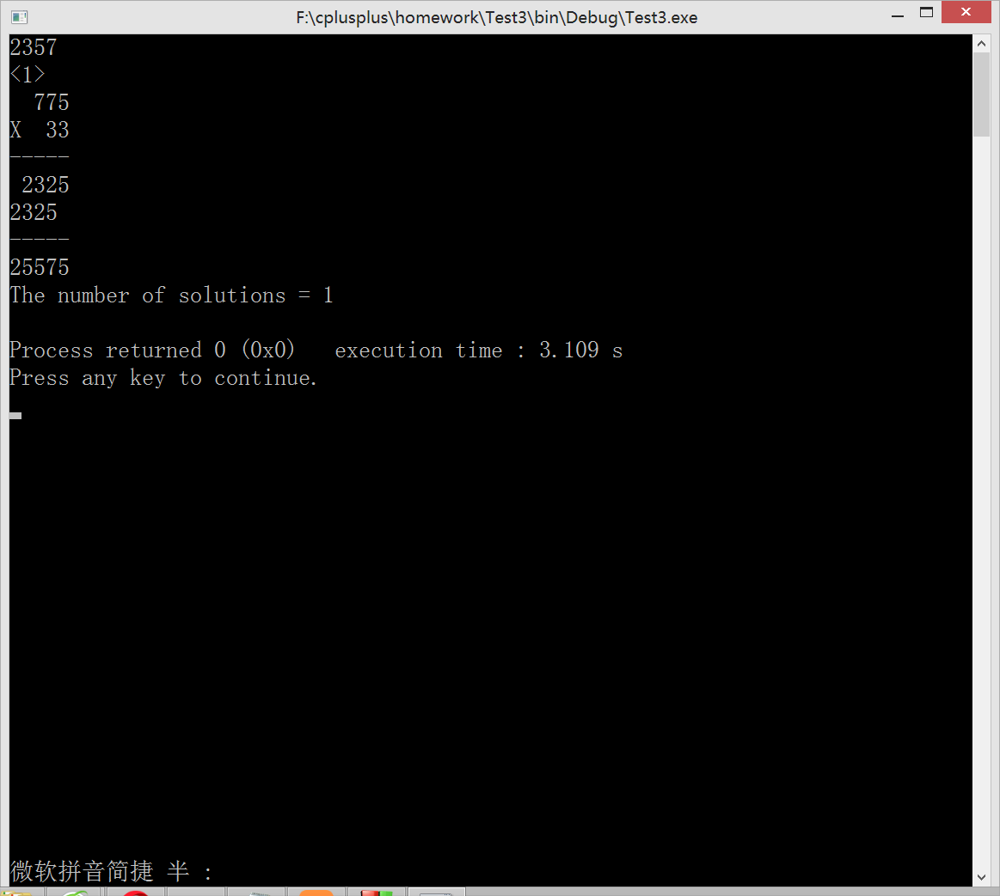 F:\cplusplus\homework\Test3\bin\Debug\Test3.exe
2357
<1>
  775
X  33
-----
 2325
2325
-----
25575
The number of solutions = 1
Process returned 0 (0x0)   execution time : 3.109 s
Press any key to continue.
微软拼音简捷 半 :